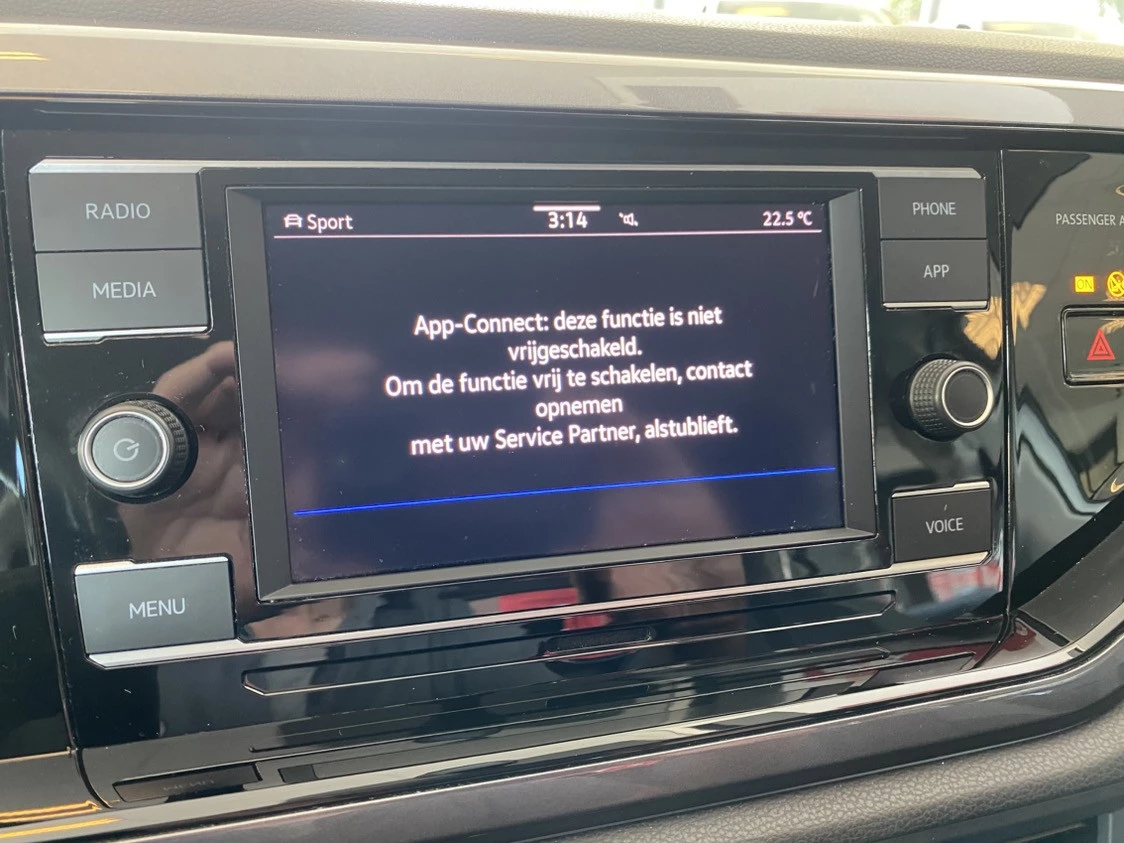 RADIO
MEDIA
MENU
Sport
3:14
22.5 °C
App-Connect: deze functie is niet
vrijgeschakeld.
Om de functie vrij te schakelen, contact
opnemen
met uw Service Partner, alstublieft.
PHONE
APP
VOICE
PASSENGER A
ON